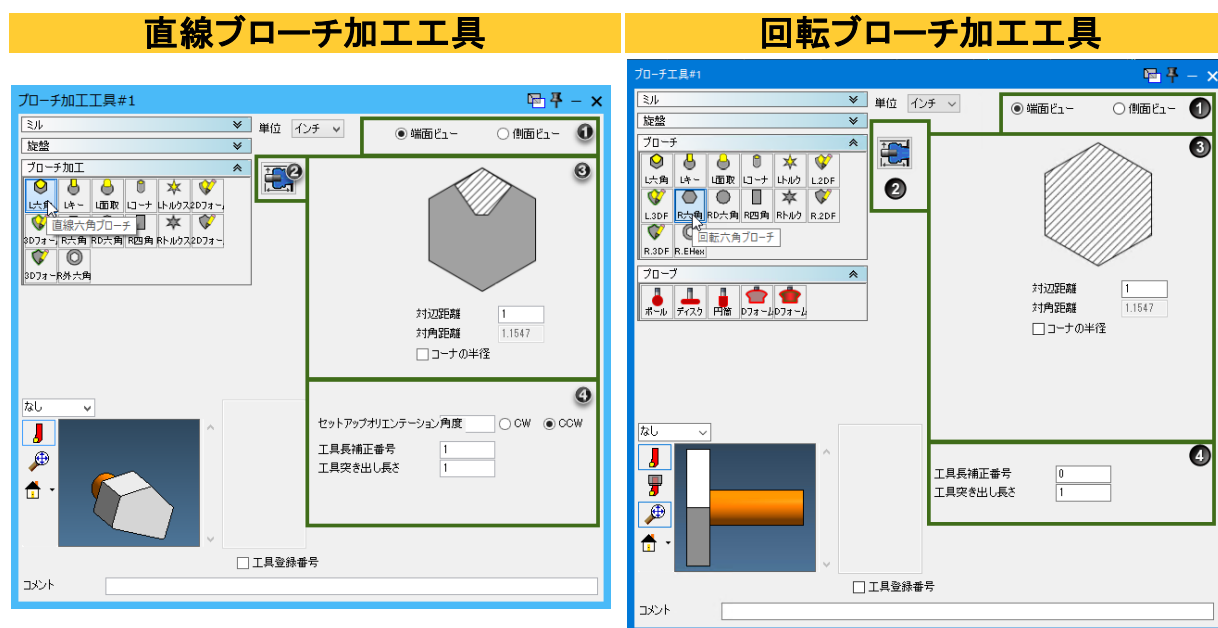 直線ブローチ加工工具
回転ブローチ加工工具
ブローチ加工工具#1
ミル
旋盤
ブローチ加工
L六角 Lキー L面取 Lコーナ Lトルクス2Dフォー
直線六角ブローチ
3Dフォー R六角 RD六角 R四角 Rトルクス2Dフォー
3Dフォー R外六角
単位 インチ
端面ビュー 側面ビュー 1
2
3
対辺距離 1
対角距離 1.1547
コーナの半径
4
セットアップオリエンテーション角度 CW CCW
工具長補正番号 1
工具突き出し長さ 1
なし
工具登録番号
コメント
ブローチ工具#1
ミル
旋盤
ブローチ
L六角 Lキー L面取 Lコーナ Lトルク L.2DF
L.3DF R六角 RD六角 R四角 Rトルク R.2DF
回転六角ブローチ
R.3DF R.EHex
プローブ
ボール ディスク 円筒 Dフォーム Dフォーム
単位 インチ
端面ビュー 側面ビュー 1
2
3
対辺距離 1
対角距離 1.1547
コーナの半径
4
工具長補正番号 0
工具突き出し長さ 1
なし
工具登録番号
コメント